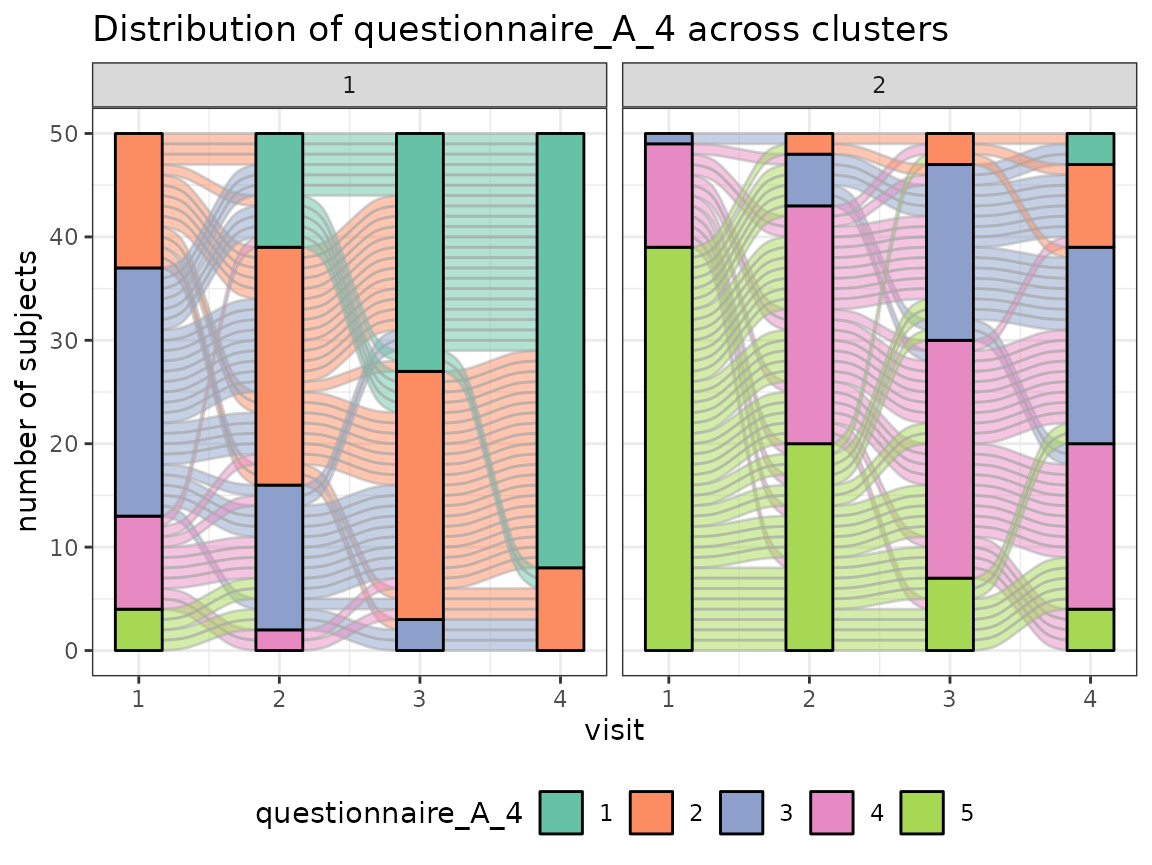 Distribution of questionnaire_A_4 across clusters
1 2
50
40
30
20
10
0
number of subjects
1 2 3 4 1 2 3 4
visit
questionnaire_A_4 1 2 3 4 5